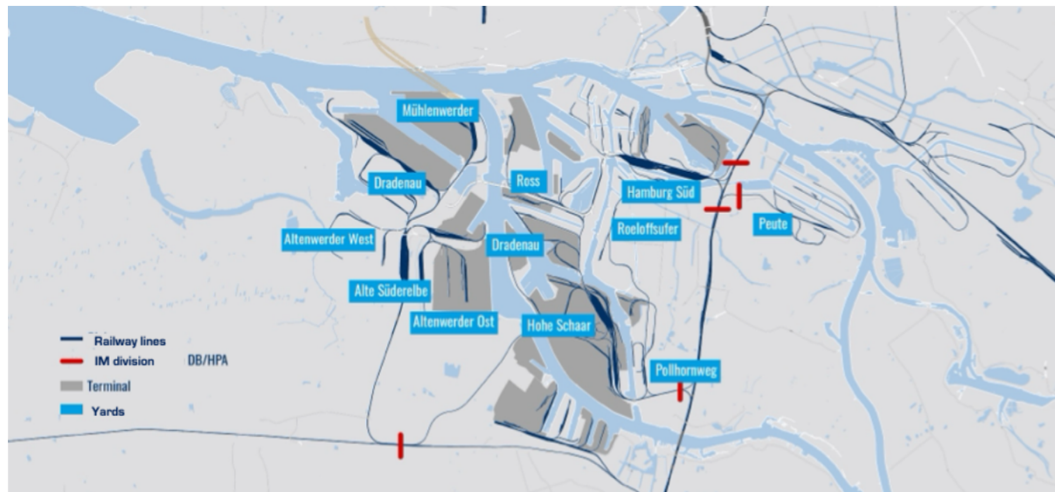 Mühlenwerder
Dradenau
Ross
Hamburg Süd
Altenwerder West
Dradenau
Roeloffsufer
Peute
Alte Süderelbe
Altenwerder Ost
Hohe Schaar
Pollhornweg
Railway lines
IM division DB/HPA
Terminal
Yards